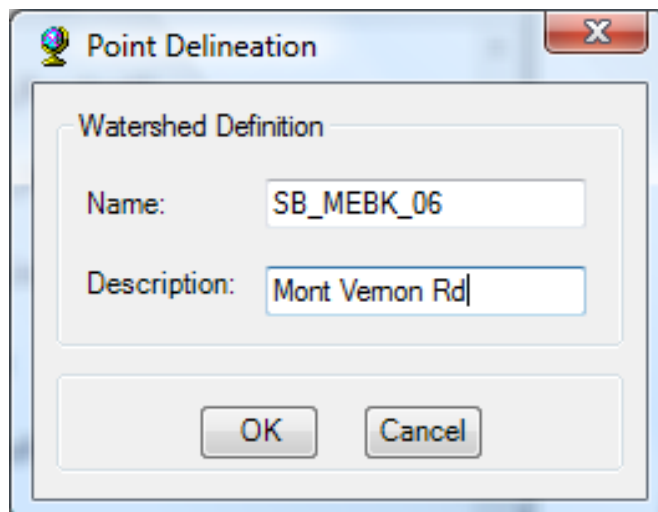 Point Delineation
Watershed Definition
Name: SB_MEBK_06
Description: Mont Vernon Rd
OK Cancel